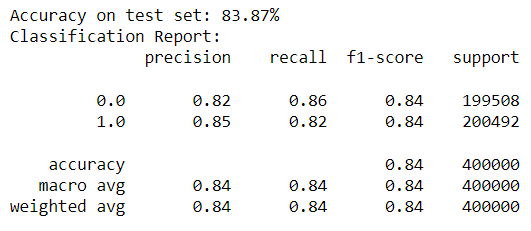 Accuracy on test set: 83.87%
Classification Report:
              precision    recall  f1-score   support

         0.0       0.82      0.86      0.84    199508
         1.0       0.85      0.82      0.84    200492

    accuracy                           0.84    400000
   macro avg       0.84      0.84      0.84    400000
weighted avg       0.84      0.84      0.84    400000